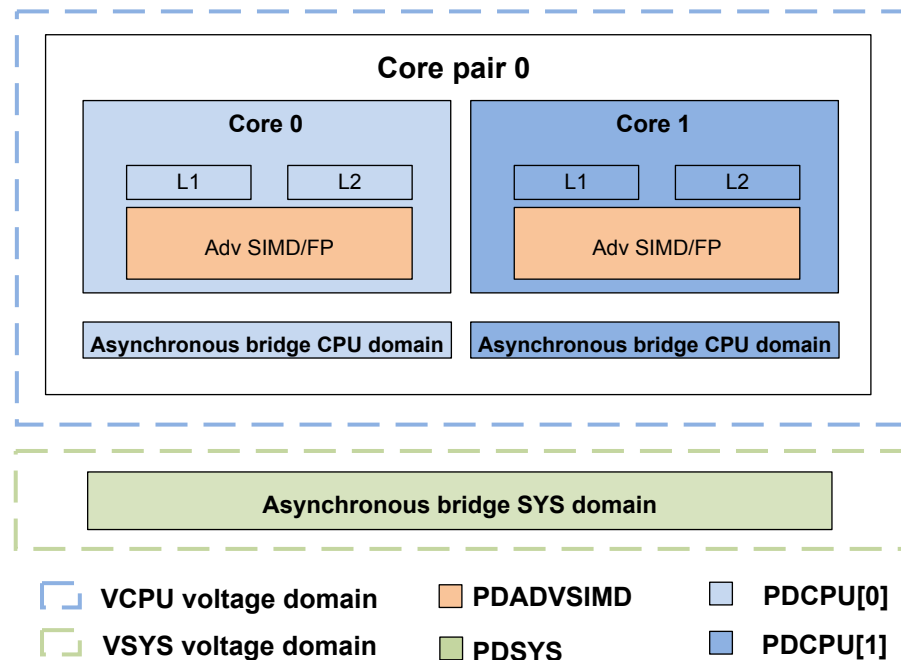 Core pair 0
Core 0
Core 1
L1
L2
L1
L2
Adv SIMD/FP
Adv SIMD/FP
Asynchronous bridge CPU domain
Asynchronous bridge CPU domain
Asynchronous bridge SYS domain
VCPU voltage domain
PDADVSIMD
PDCPU[0]
VSYS voltage domain
PDSYS
PDCPU[1]